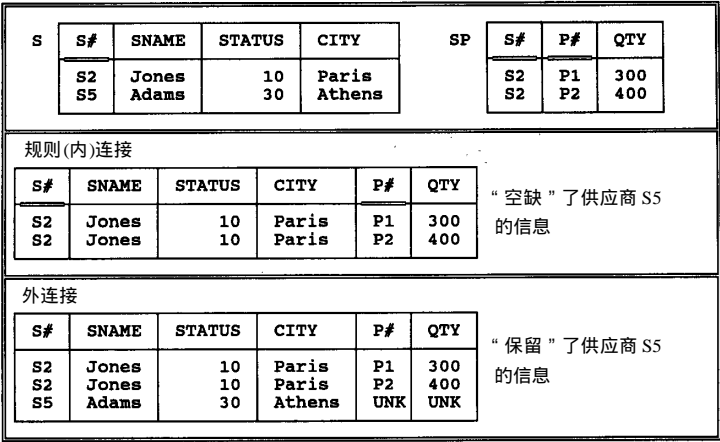 S
S# SNAME STATUS CITY
S2 Jones 10 Paris
S5 Adams 30 Athens
SP
S# P# QTY
S2 P1 300
S2 P2 400
规则(内)连接
S# SNAME STATUS CITY P# QTY
S2 Jones 10 Paris P1 300
S2 Jones 10 Paris P2 400
“空缺”了供应商 S5
的信息
外连接
S# SNAME STATUS CITY P# QTY
S2 Jones 10 Paris P1 300
S2 Jones 10 Paris P2 400
S5 Adams 30 Athens UNK UNK
“保留”了供应商 S5
的信息